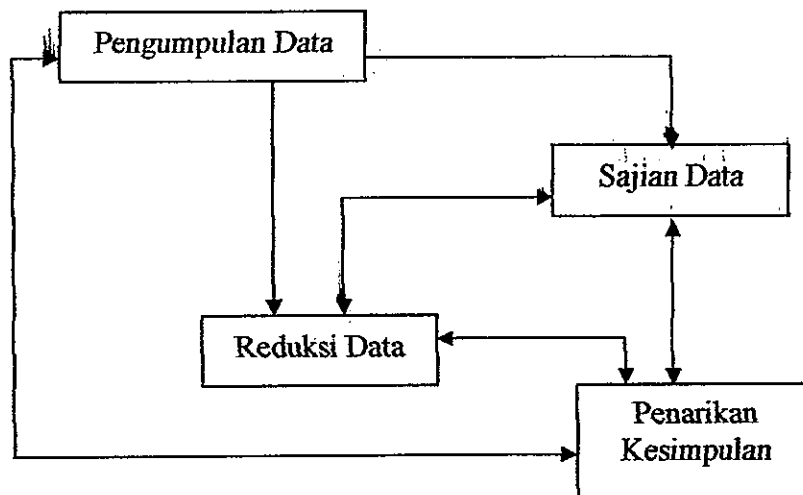 Pengumpulan Data
Sajian Data
Reduksi Data
Penarikan
Kesimpulan